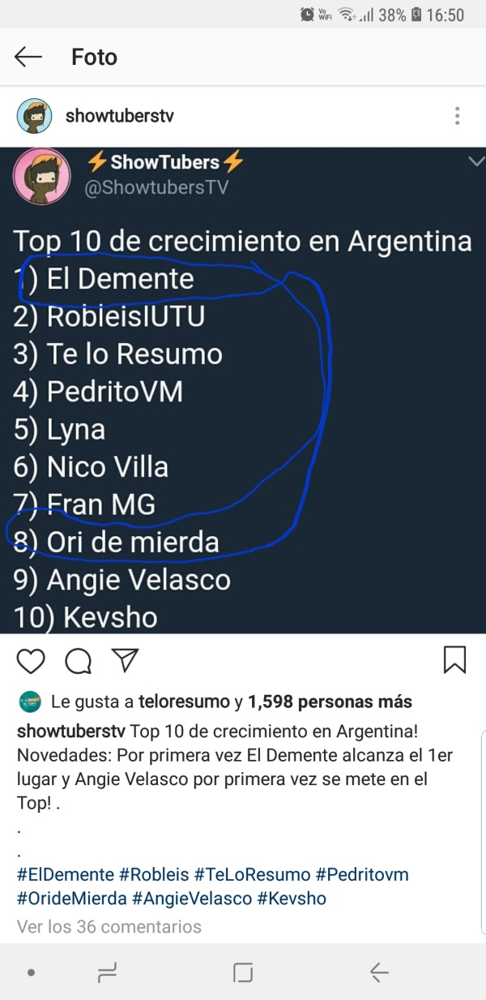 Vo
WiFi
38%
16:50
Foto
showtuberstv
⚡ShowTubers⚡
@ShowtubersTV
Top 10 de crecimiento en Argentina
1) El Demente
2) RobleisIUTU
3) Te lo Resumo
4) PedritoVM
5) Lyna
6) Nico Villa
7) Fran MG
8) Ori de mierda
9) Angie Velasco
10) Kevsho
Le gusta a teloresumo y 1,598 personas más
showtuberstv Top 10 de crecimiento en Argentina!
Novedades: Por primera vez El Demente alcanza el 1er
lugar y Angie Velasco por primera vez se mete en el
Top! .
.
.
#ElDemente #Robleis #TeLoResumo #Pedritovm
#OrideMierda #AngieVelasco #Kevsho
Ver los 36 comentarios